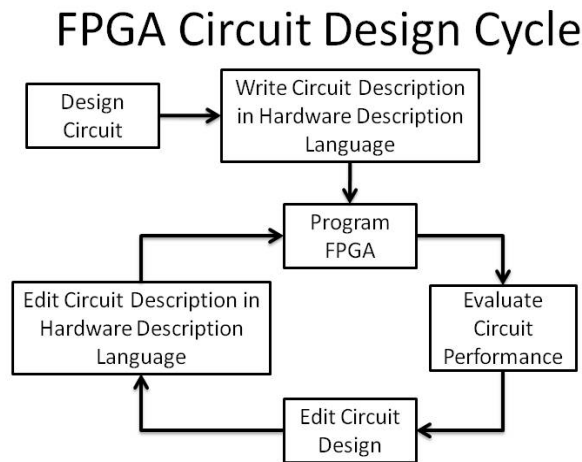 FPGA Circuit Design Cycle
Design
Circuit
Write Circuit Description
in Hardware Description
Language
Program
FPGA
Edit Circuit Description in
Hardware Description
Language
Evaluate
Circuit
Performance
Edit Circuit
Design